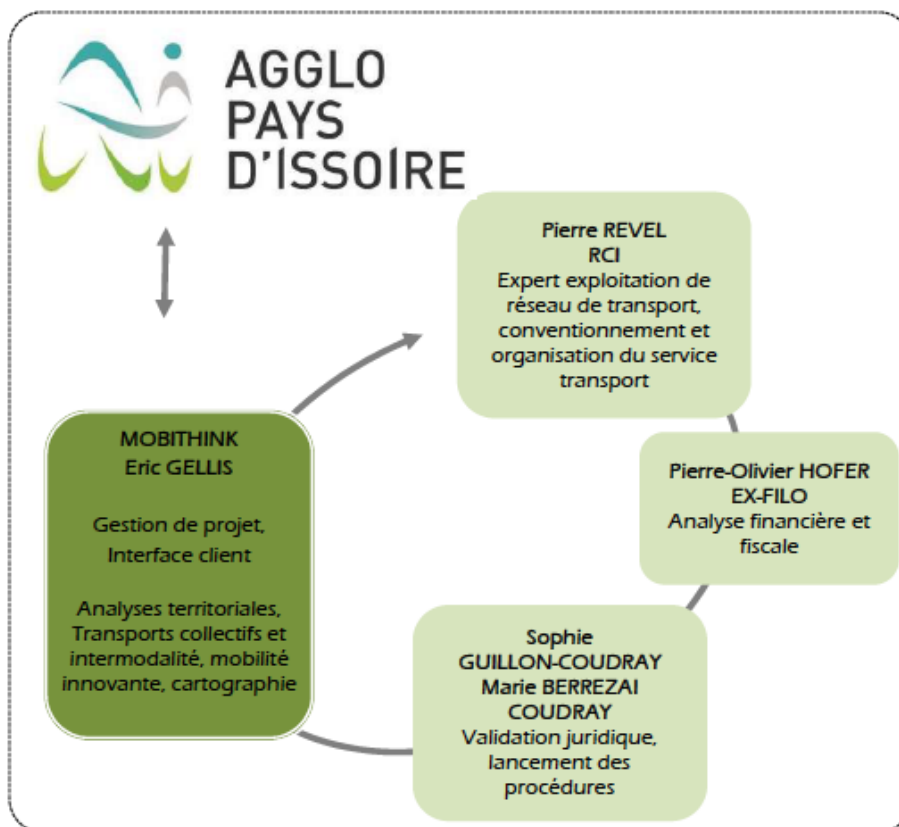 AGGLO
PAYS
D'ISSOIRE
Pierre REVEL
RCI
Expert exploitation de
réseau de transport,
conventionnement et
organisation du service
transport
MOBITHINK
Eric GELLIS
Gestion de projet,
Interface client
Analyses territoriales,
Transports collectifs et
intermodalité, mobilité
innovante, cartographie
Pierre-Olivier HOFER
EX-FILO
Analyse financière et
fiscale
Sophie
GUILLON-COUDRAY
Marie BERREZAI
COUDRAY
Validation juridique,
lancement des
procédures